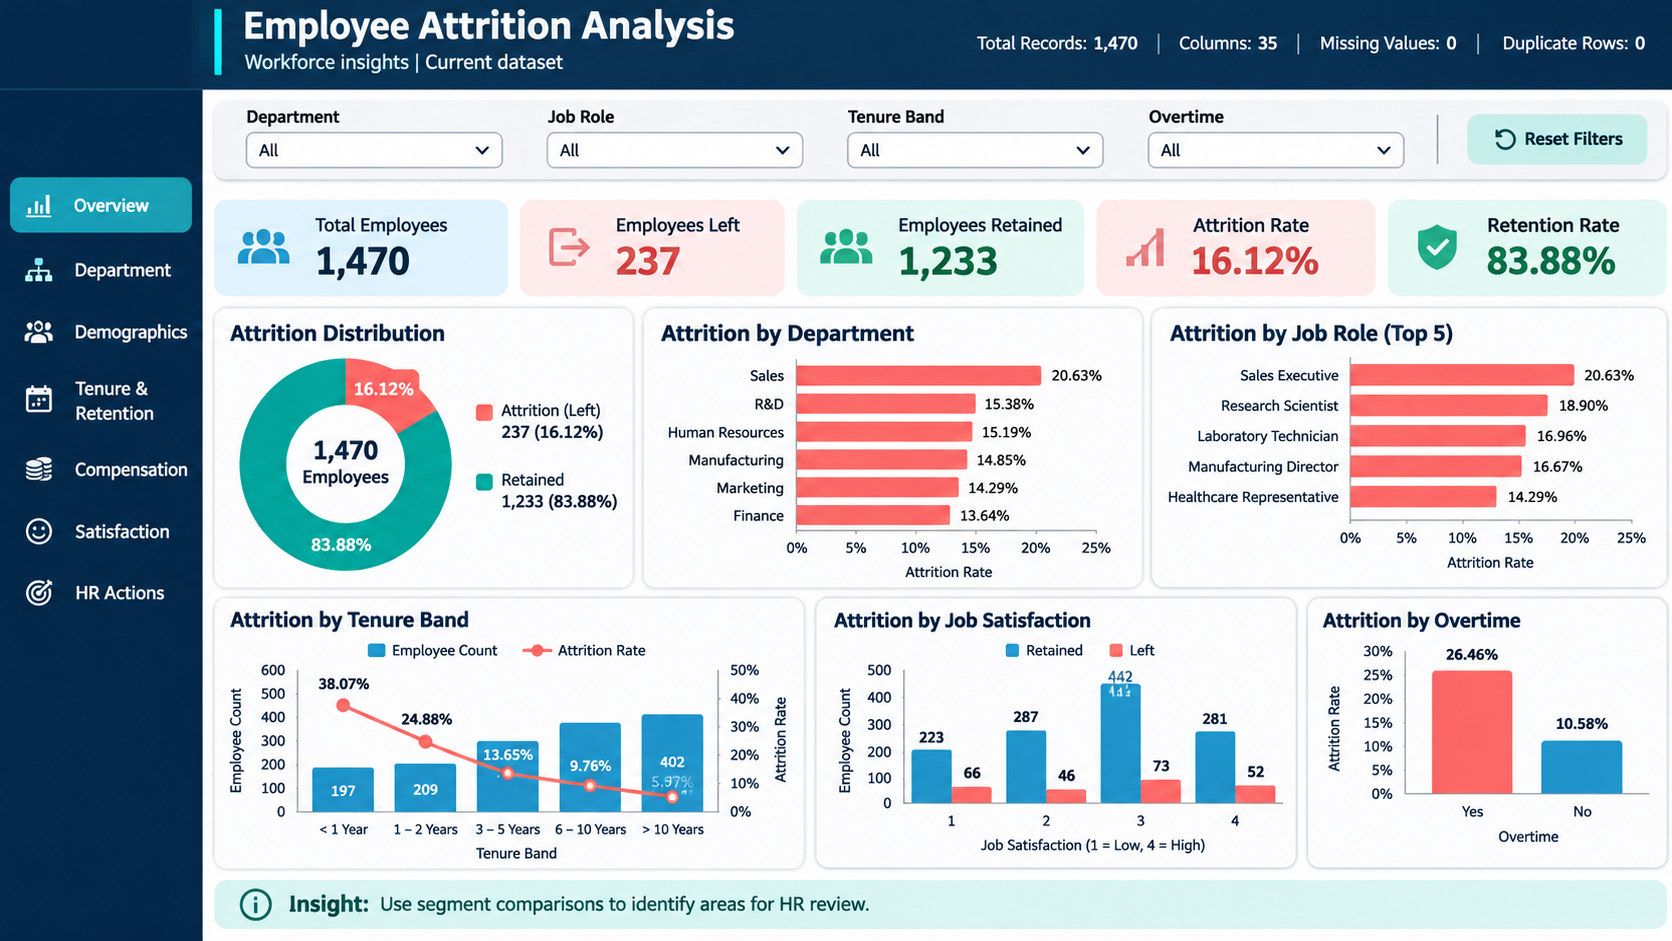 Employee Attrition Analysis
Workforce insights | Current dataset
Total Records: 1,470 | Columns: 35 | Missing Values: 0 | Duplicate Rows: 0
Overview
Department
Demographics
Tenure &
Retention
Compensation
Satisfaction
HR Actions
Department
All
Job Role
All
Tenure Band
All
Overtime
All
Reset Filters
Total Employees
1,470
Employees Left
237
Employees Retained
1,233
Attrition Rate
16.12%
Retention Rate
83.88%
Attrition Distribution
16.12%
1,470
Employees
83.88%
Attrition (Left)
237 (16.12%)
Retained
1,233 (83.88%)
Attrition by Department
Sales 20.63%
R&D 15.38%
Human Resources 15.19%
Manufacturing 14.85%
Marketing 14.29%
Finance 13.64%
0% 5% 10% 15% 20% 25%
Attrition Rate
Attrition by Job Role (Top 5)
Sales Executive 20.63%
Research Scientist 18.90%
Laboratory Technician 16.96%
Manufacturing Director 16.67%
Healthcare Representative 14.29%
0% 5% 10% 15% 20% 25%
Attrition Rate
Attrition by Tenure Band
Employee Count Attrition Rate
Employee Count
600
500
400
300
200
100
0
38.07%
24.88%
13.65%
9.76%
402
5,97%
197
209
50%
40%
30%
20%
10%
0%
Attrition Rate
< 1 Year 1 – 2 Years 3 – 5 Years 6 – 10 Years > 10 Years
Tenure Band
Attrition by Job Satisfaction
Retained Left
Employee Count
500
400
300
200
100
0
223
66
287
46
442
73
281
52
1 2 3 4
Job Satisfaction (1 = Low, 4 = High)
Attrition by Overtime
Attrition Rate
30%
25%
20%
15%
10%
5%
0%
26.46%
10.58%
Yes No
Overtime
Insight: Use segment comparisons to identify areas for HR review.